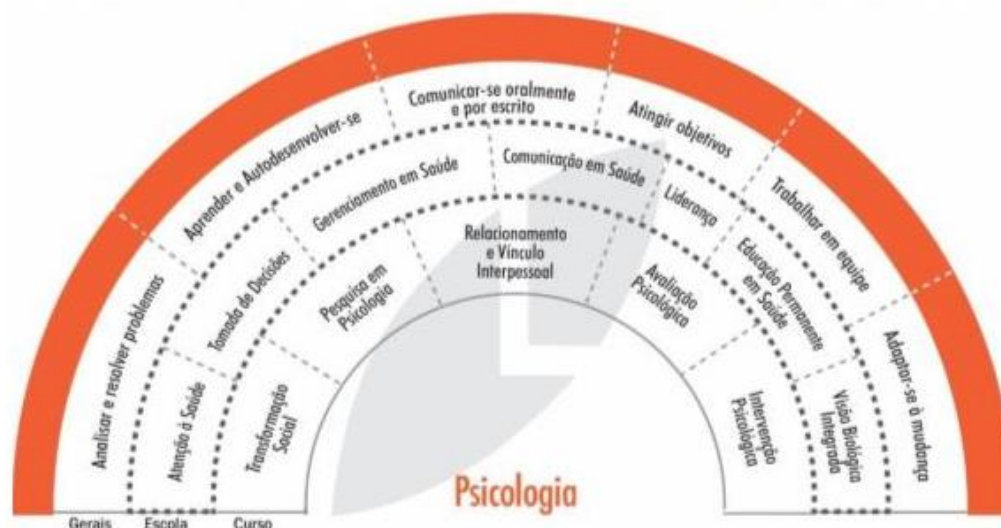 Analisar e resolver problemas
Aprender e Autodesenvolver-se
Comunicar-se oralmente
e por escrito
Atingir objetivos
Trabalhar em equipe
Adaptar-se à mudança
Atenção à Saúde
Tomada de Decisões
Gerenciamento em Saúde
Comunicação em Saúde
Liderança
Educação Permanente
em Saúde
Visão Biológica
Integrada
Transformação
Social
Pesquisa em
Psicologia
Relacionamento
e Vínculo
Interpessoal
Avaliação
Psicológica
Intervenção
Psicológica
Psicologia
Gerais
Escola
Curso